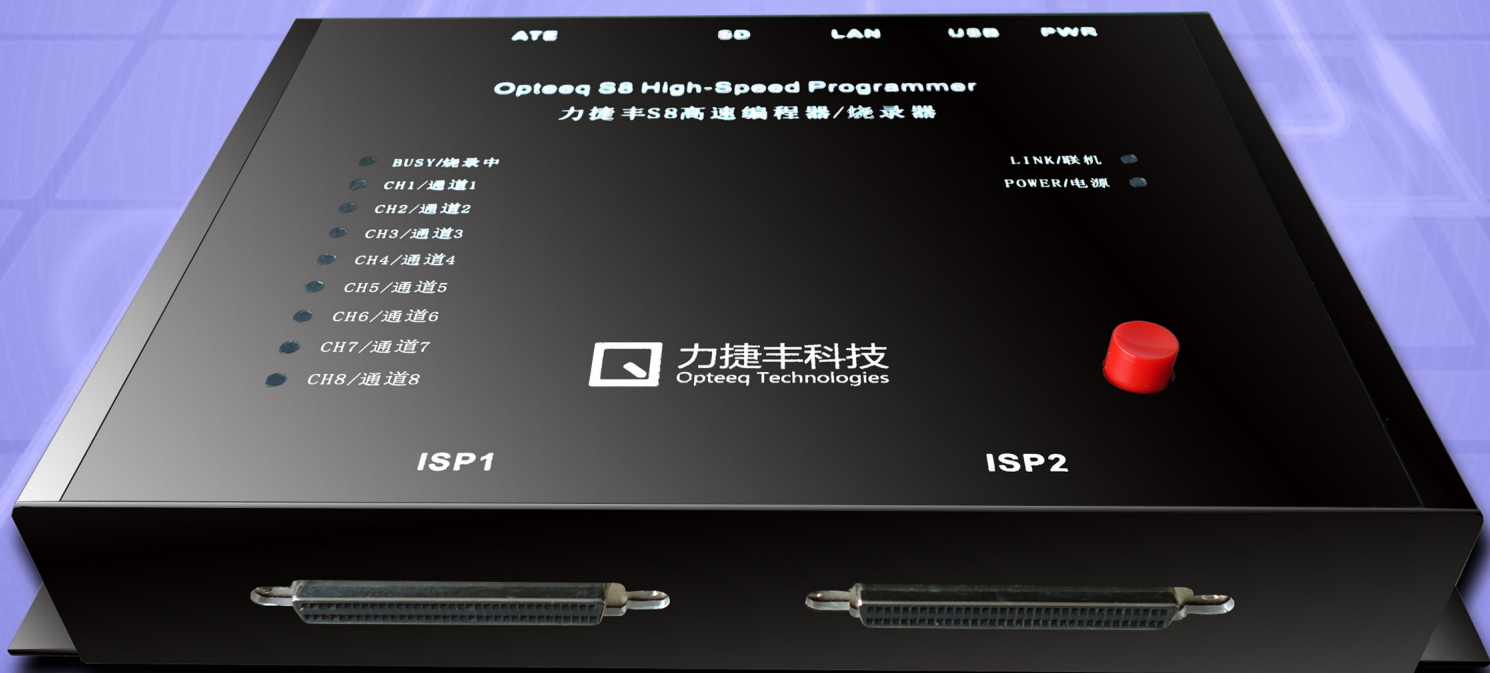 ATE SD LAN USB PWR
Opteeq S8 High-Speed Programmer
力捷丰S8高速编程器/烧录器
BUSY/烧录中
CH1/通道1
CH2/通道2
CH3/通道3
CH4/通道4
CH5/通道5
CH6/通道6
CH7/通道7
CH8/通道8
LINK/联机
POWER/电源
力捷丰科技
Opteeq Technologies
ISP1 ISP2